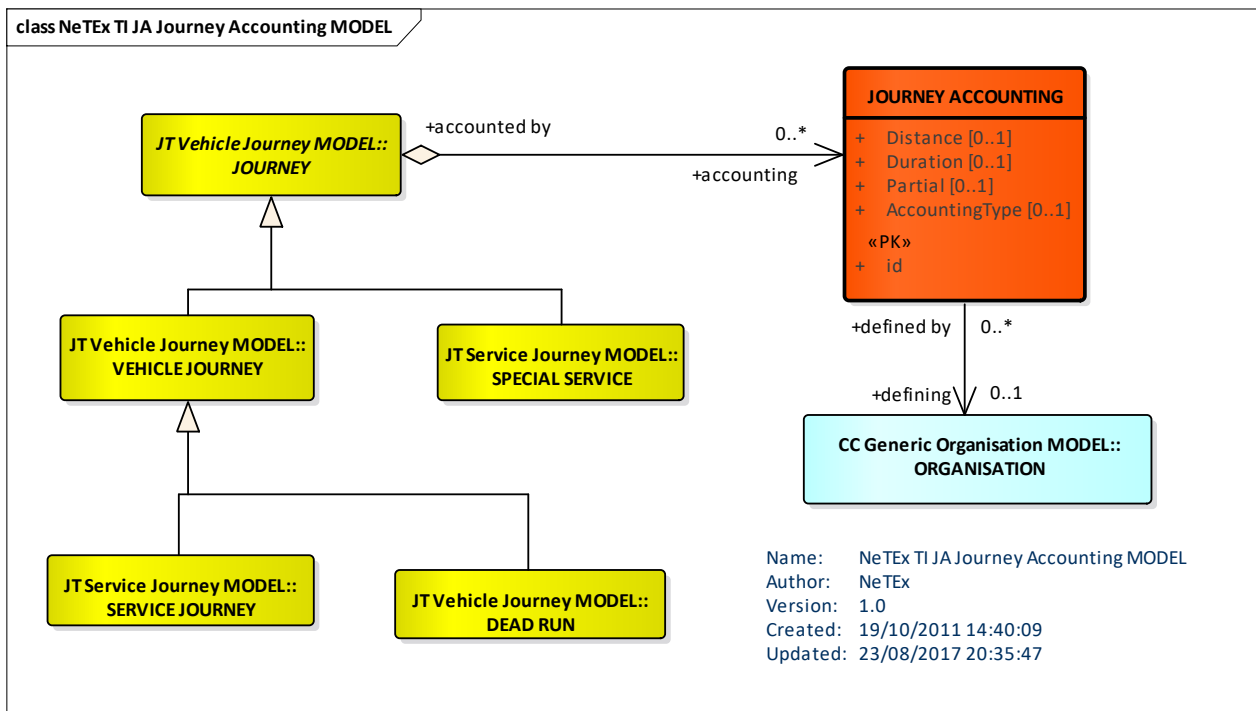 class NeTEx TI JA Journey Accounting MODEL
JT Vehicle Journey MODEL::
JOURNEY
+accounted by
0..*
+accounting
JOURNEY ACCOUNTING
+ Distance [0..1]
+ Duration [0..1]
+ Partial [0..1]
+ AccountingType [0..1]
«PK»
+ id
JT Vehicle Journey MODEL::
VEHICLE JOURNEY
JT Service Journey MODEL::
SPECIAL SERVICE
+defined by 0..*
+defining 0..1
CC Generic Organisation MODEL::
ORGANISATION
JT Service Journey MODEL::
SERVICE JOURNEY
JT Vehicle Journey MODEL::
DEAD RUN
Name: NeTEx TI JA Journey Accounting MODEL
Author: NeTEx
Version: 1.0
Created: 19/10/2011 14:40:09
Updated: 23/08/2017 20:35:47